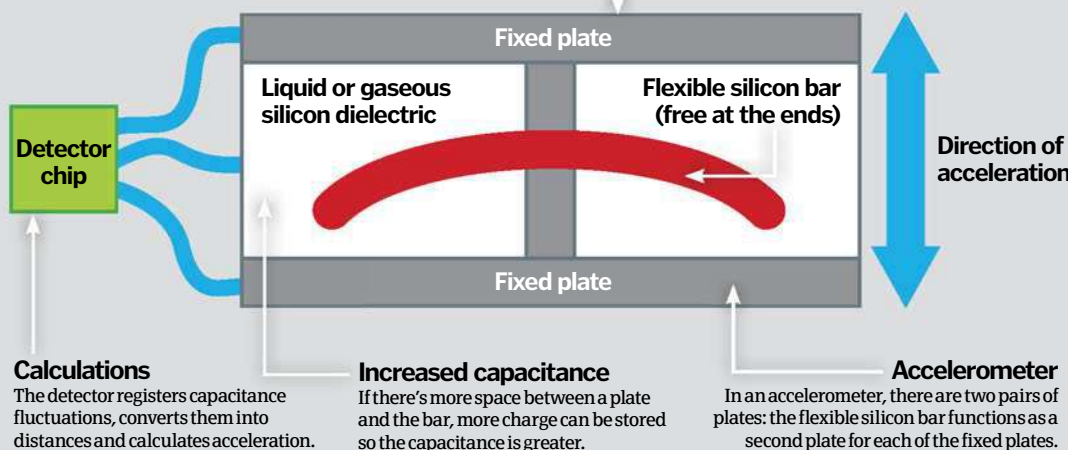 Fixed plate
Liquid or gaseous
silicon dielectric
Flexible silicon bar
(free at the ends)
Detector
chip
Direction of
acceleration
Fixed plate
Calculations
The detector registers capacitance
fluctuations, converts them into
distances and calculates acceleration.
Increased capacitance
If there's more space between a plate
and the bar, more charge can be stored
so the capacitance is greater.
Accelerometer
In an accelerometer, there are two pairs of
plates: the flexible silicon bar functions as a
second plate for each of the fixed plates.